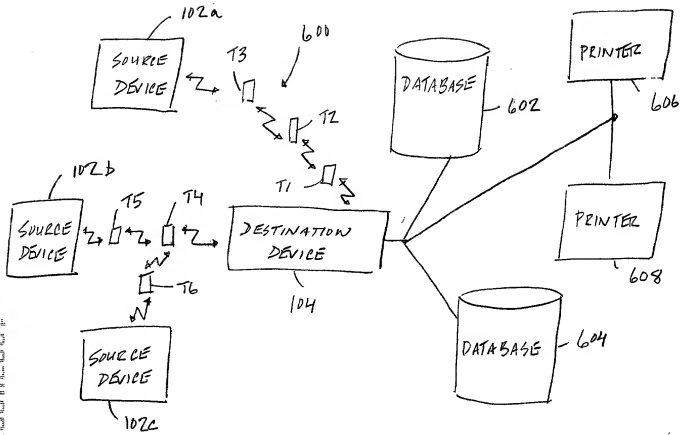 102a
SOURCE
DEVICE
T3
600
T2
T1
DATABASE
602
PRINTER
606
102b
SOURCE
DEVICE
T5
T4
T6
DESTINATION
DEVICE
104
PRINTER
608
DATABASE
604
SOURCE
DEVICE
102c